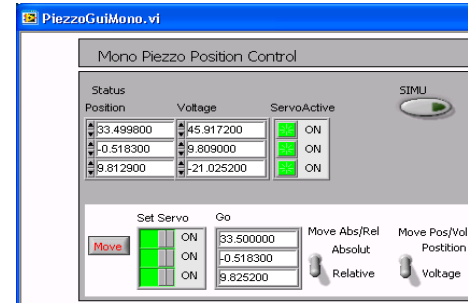 PiezzoGuiMono.vi
Mono Piezzo Position Control
Status
Position Voltage ServoActive SIMU
33.499800 45.917200 ON
-0.518300 9.809000 ON
9.812900 -21.025200 ON
Set Servo Go
Move Abs/Rel Move Pos/Vol
Move ON 33.500000 Absolut Postition
ON -0.518300
ON 9.825200 Relative Voltage